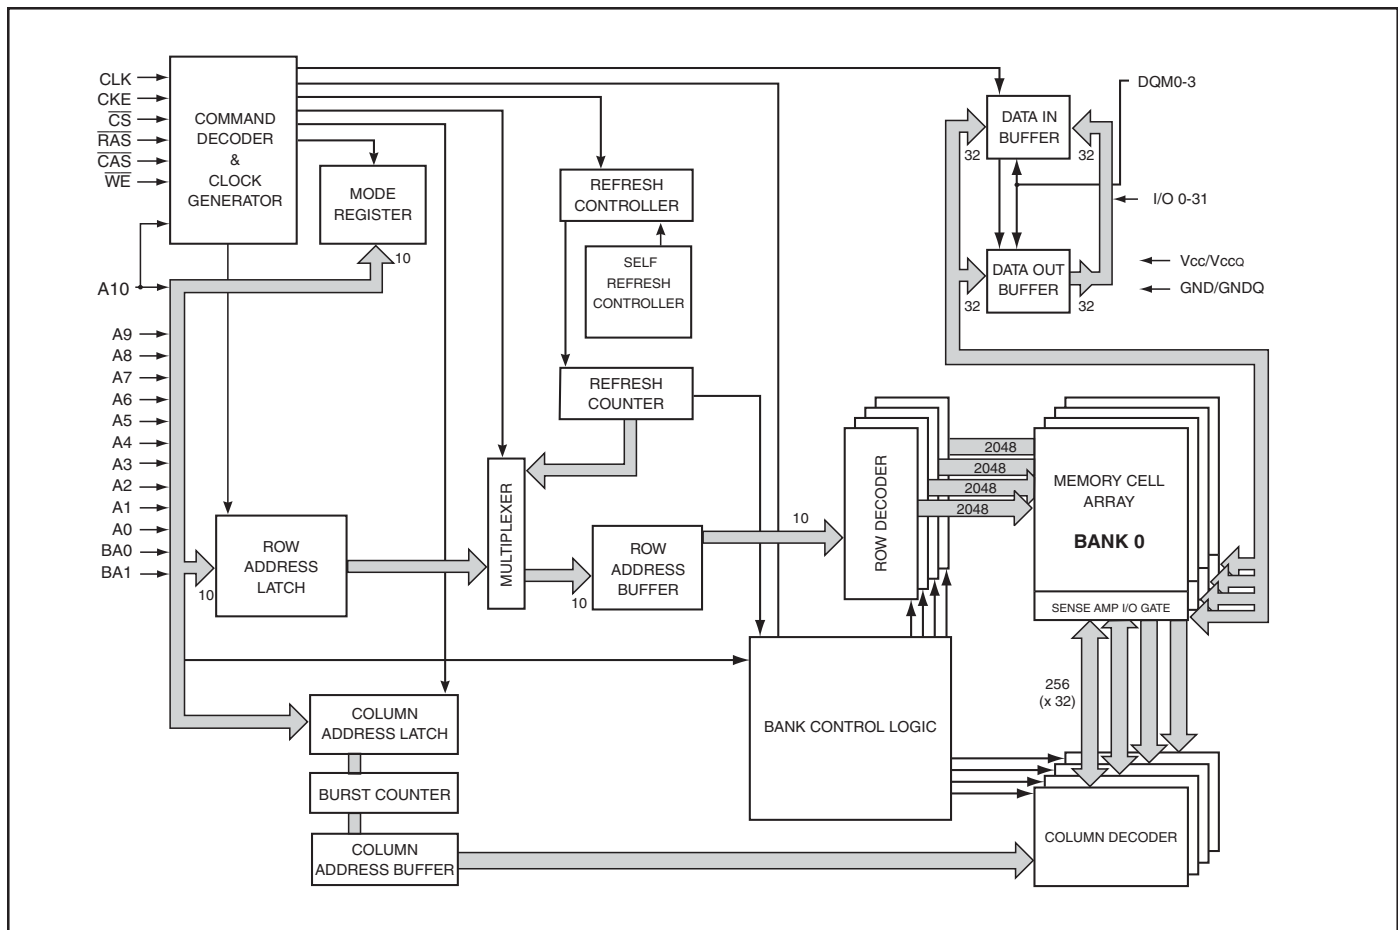 CLK
CKE
CS
RAS
CAS
WE
A10
A9
A8
A7
A6
A5
A4
A3
A2
A1
A0
BA0
BA1
COMMAND
DECODER
&
CLOCK
GENERATOR
MODE
REGISTER
10
REFRESH
CONTROLLER
SELF
REFRESH
CONTROLLER
REFRESH
COUNTER
DATA IN
BUFFER
32
32
DATA OUT
BUFFER
32
32
DQM0-3
I/O 0-31
Vcc/VccQ
GND/GNDQ
ROW
ADDRESS
LATCH
10
MULTIPLEXER
10
ROW
ADDRESS
BUFFER
10
ROW DECODER
2048
2048
2048
2048
MEMORY CELL
ARRAY
BANK 0
SENSE AMP I/O GATE
256
(x 32)
BANK CONTROL LOGIC
COLUMN
ADDRESS LATCH
BURST COUNTER
COLUMN
ADDRESS BUFFER
COLUMN DECODER